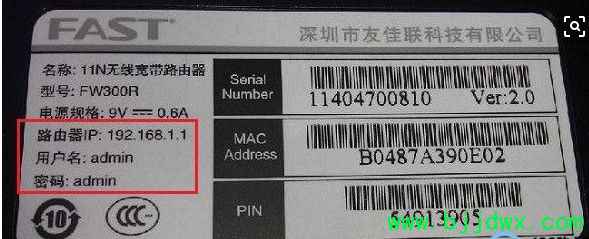 FAST
深圳市友佳联科技有限公司
名称: 11N无线宽带路由器
型号: FW300R
电源规格: 9V 0.6A
路由器IP: 192.168.1.1
用户名: admin
密码: admin
Serial Number
11404700810 Ver:2.0
MAC Address
B0487A390E02
PIN
10
CCC
www.byjdwx.com